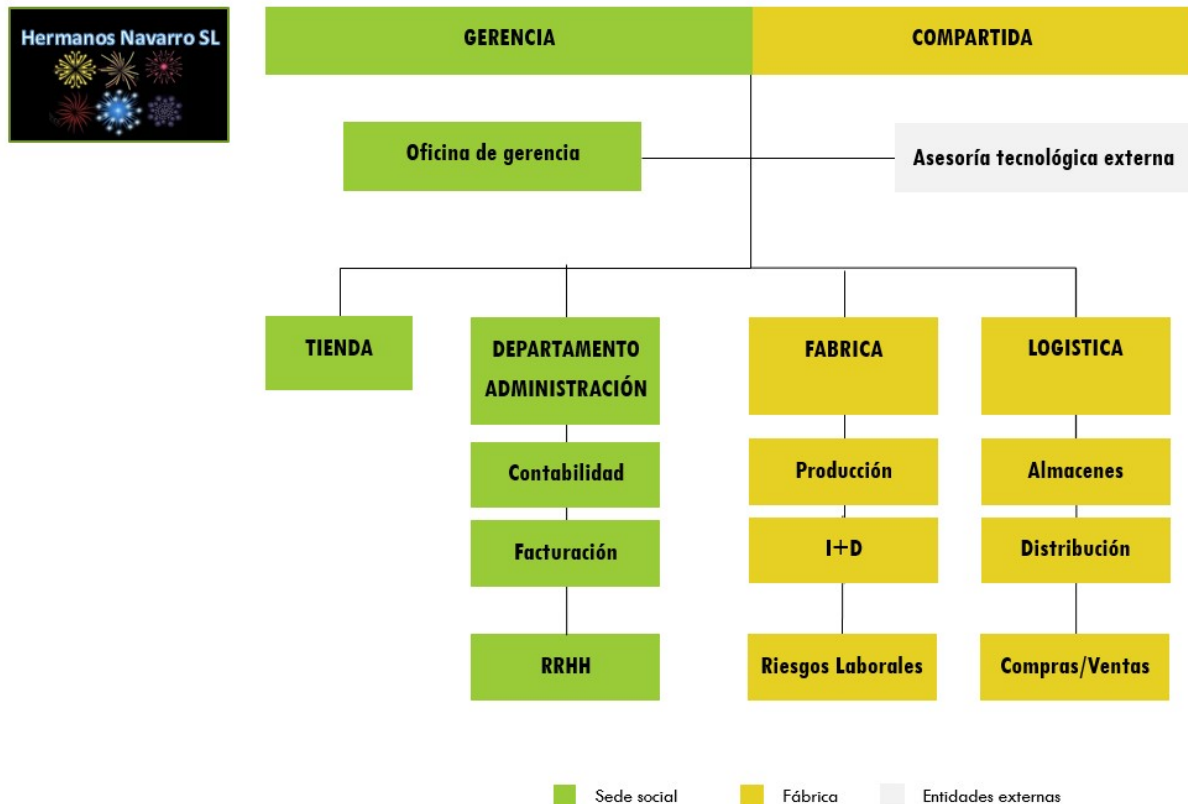 Hermanos Navarro SL
GERENCIA
COMPARTIDA
Oficina de gerencia
Asesoría tecnológica externa
TIENDA
DEPARTAMENTO
ADMINISTRACIÓN
FABRICA
LOGISTICA
Contabilidad
Producción
Almacenes
Facturación
I+D
Distribución
RRHH
Riesgos Laborales
Compras/Ventas
Sede social
Fábrica
Entidades externas